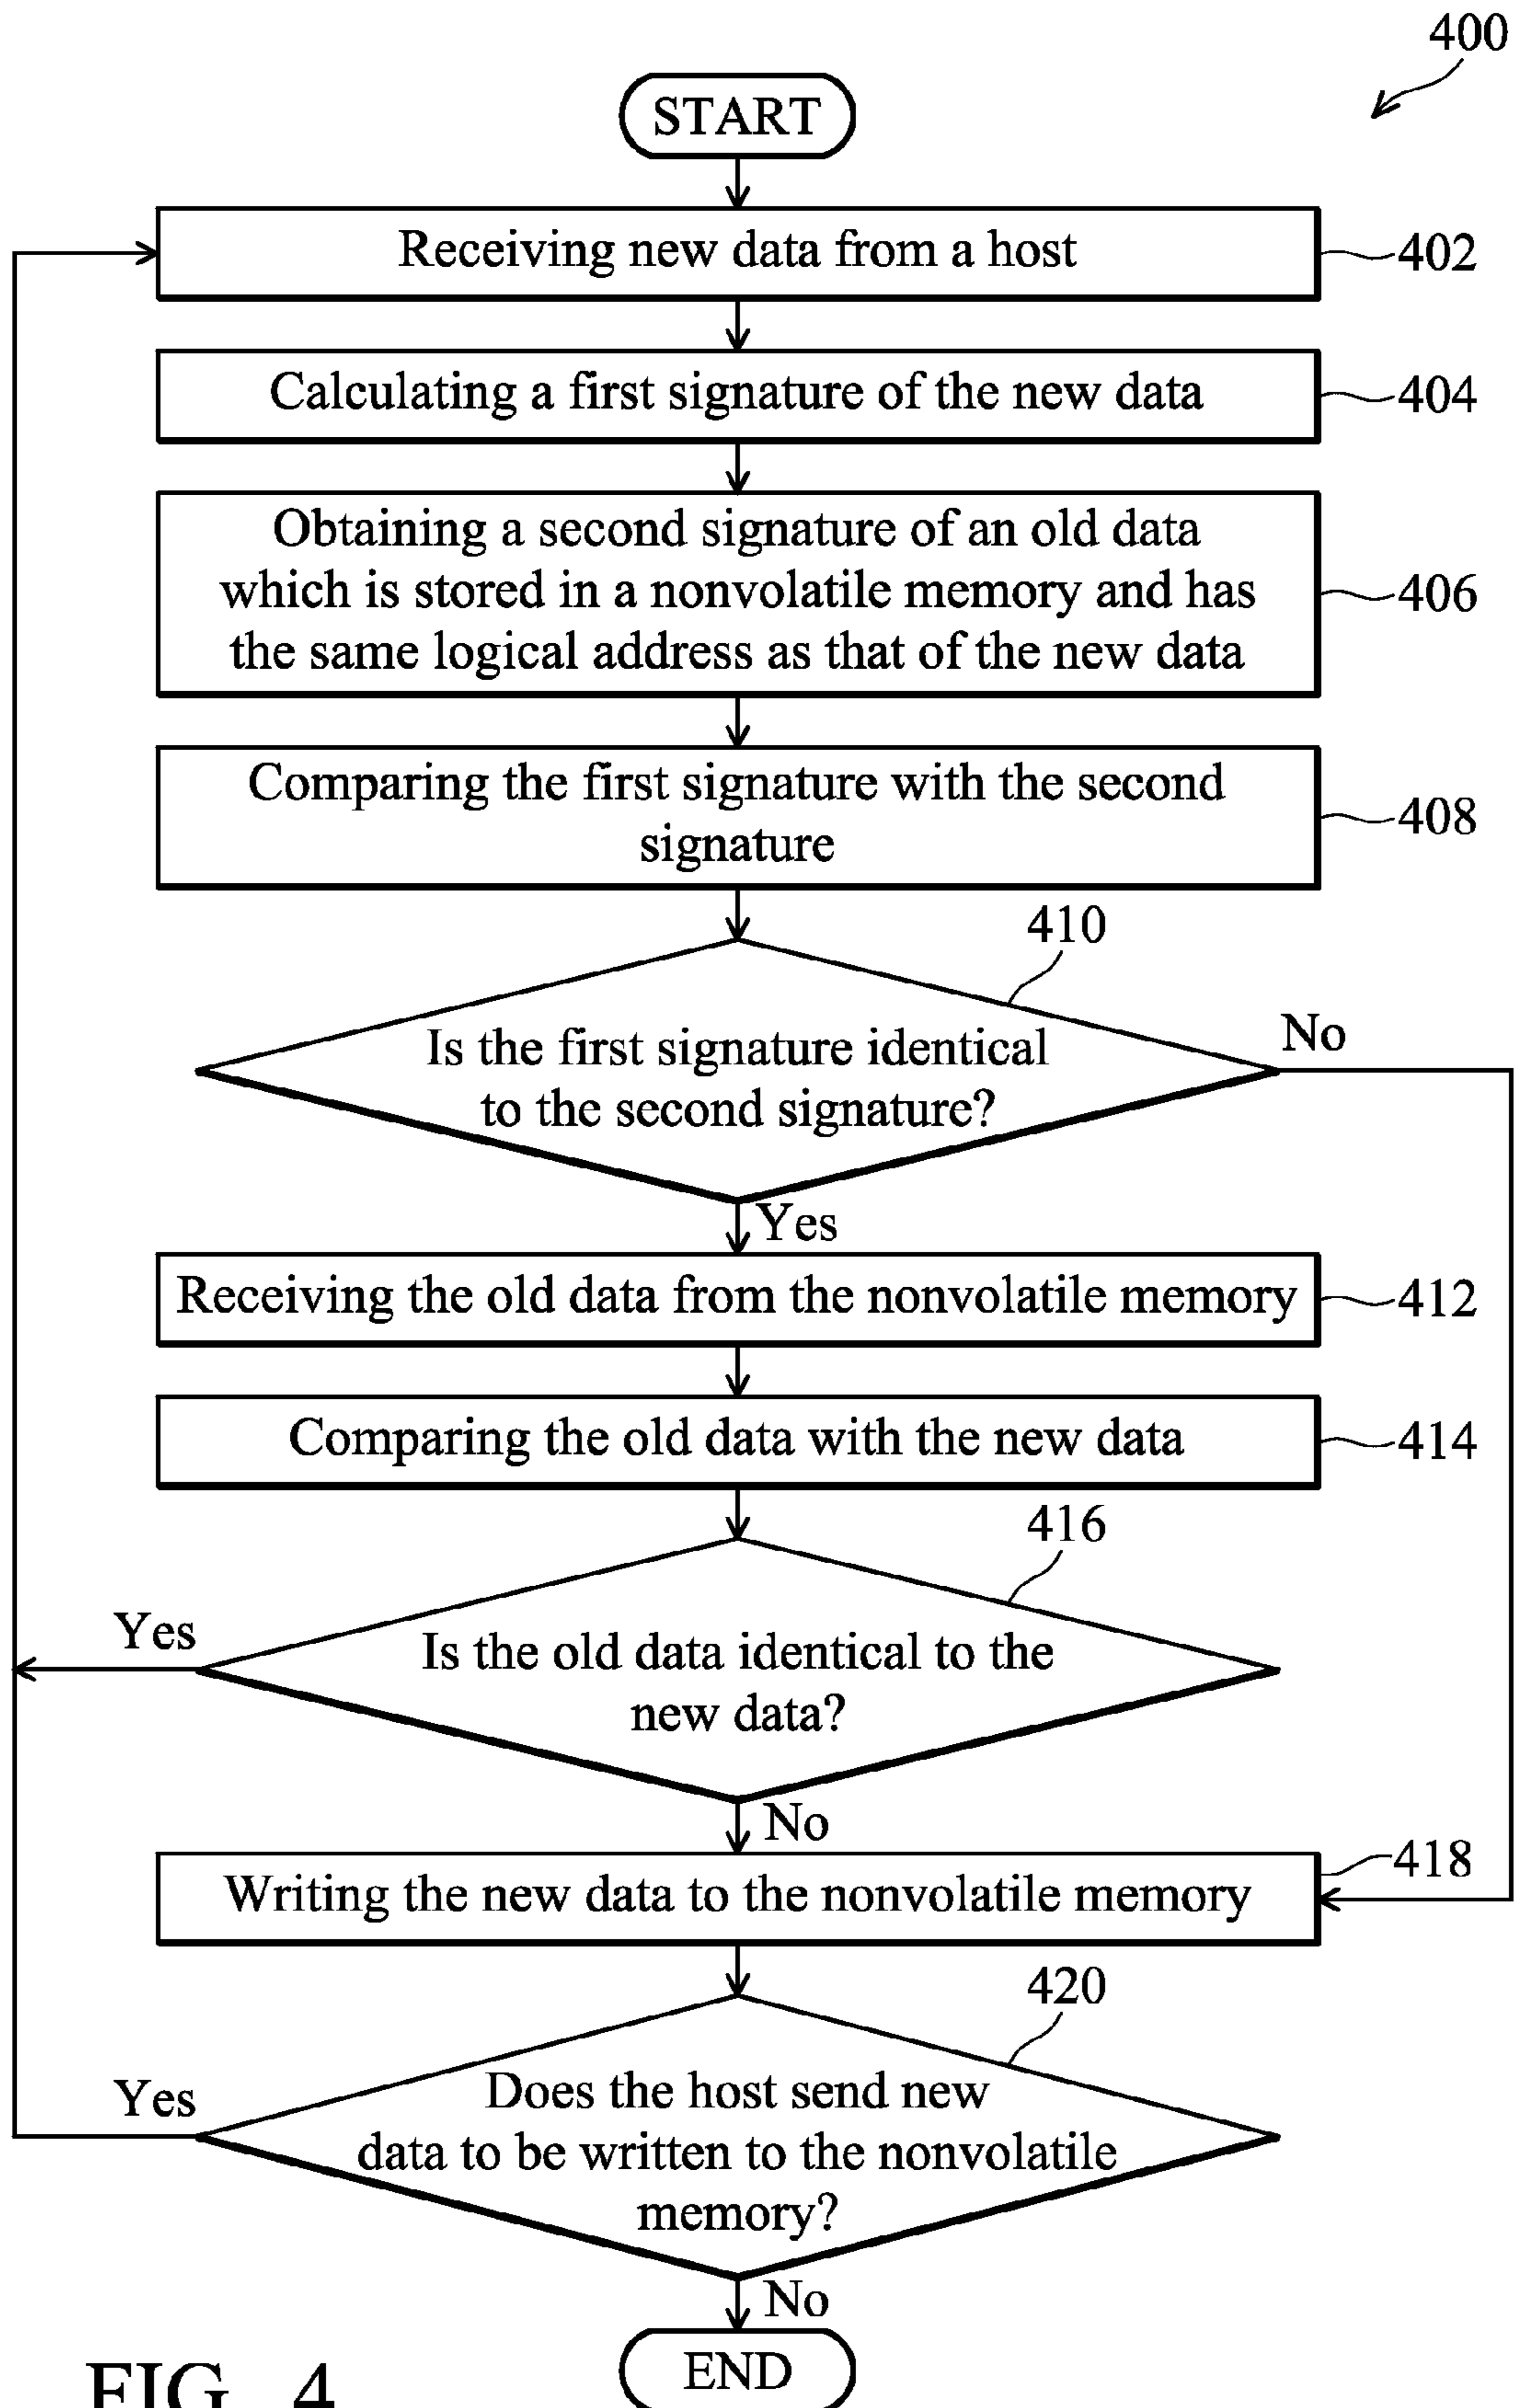 400
START
Receiving new data from a host
402
Calculating a first signature of the new data
404
Obtaining a second signature of an old data
which is stored in a nonvolatile memory and has
the same logical address as that of the new data
406
Comparing the first signature with the second
signature
408
410
Is the first signature identical
to the second signature?
No
Yes
Receiving the old data from the nonvolatile memory
412
Comparing the old data with the new data
414
416
Yes
Is the old data identical to the
new data?
No
Writing the new data to the nonvolatile memory
418
420
Yes
Does the host send new
data to be written to the nonvolatile
memory?
No
END
FIG. 4